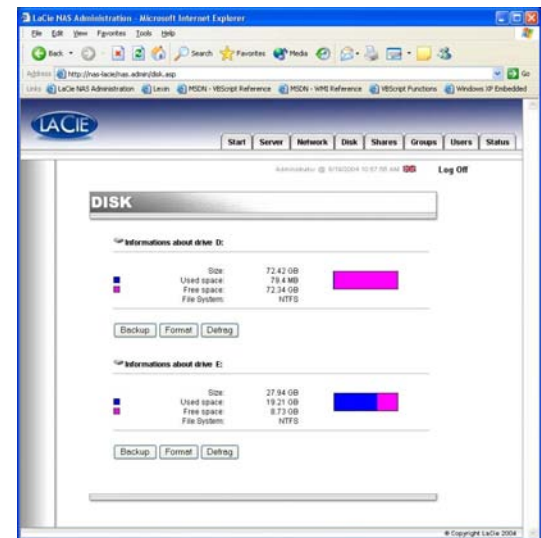 LaCie NAS Administration - Microsoft Internet Explorer
File Edit View Favorites Tools Help
Back Search Favorites Media
Address http://nas-lacie/nas.admin/disk.asp Go
Links LaCie NAS Administration Lexin MSDN - VBScript Reference MSDN - WMI Reference VBScript Functions Windows XP Embedded
LACIE
Start Server Network Disk Shares Groups Users Status
Log Off
DISK
Informations about drive D:
Size: 72.42 GB
Used space: 79.4 MB
Free space: 72.34 GB
File System: NTFS
Backup Format Defrag
Informations about drive E:
Size: 27.94 GB
Used space: 19.21 GB
Free space: 8.73 GB
File System: NTFS
Backup Format Defrag
© Copyright LaCie 2004